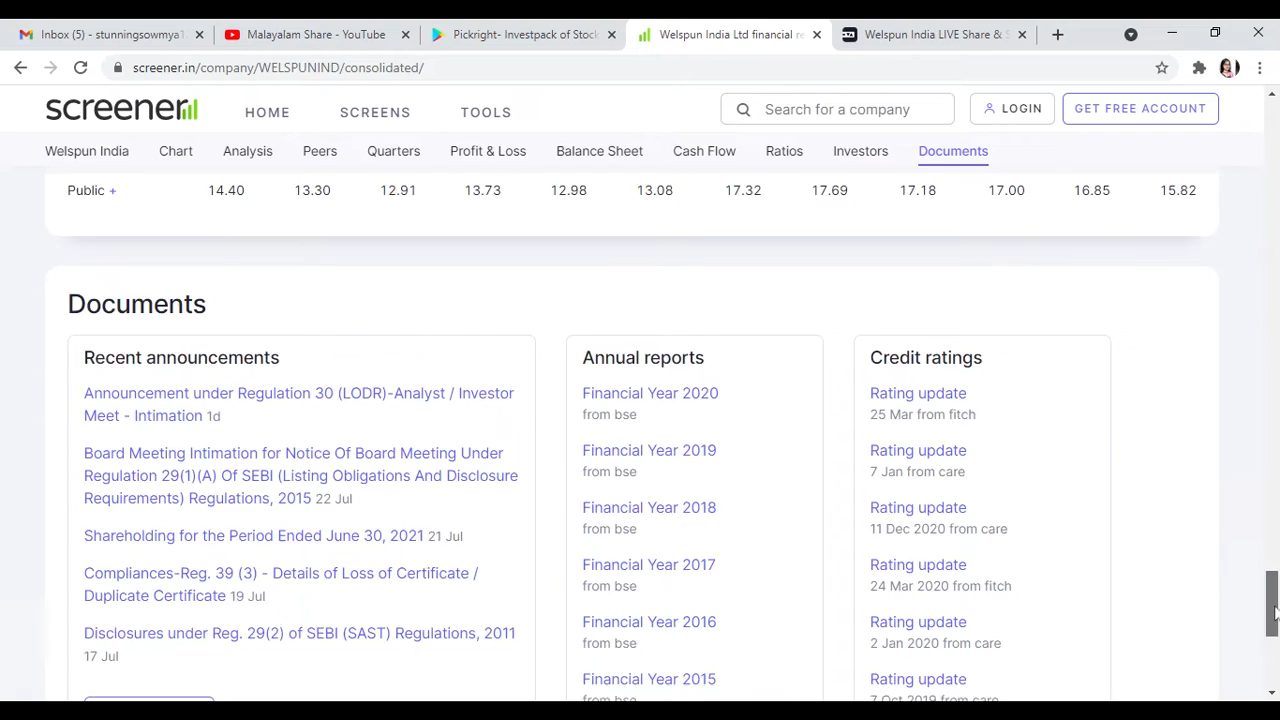 Inbox (5) - stunningsowmya1
Malayalam Share - YouTube
Pickright- Investpack of Stock
Welspun India Ltd financial re
Welspun India LIVE Share & S
screener.in/company/WELSPUNIND/consolidated/
screener
HOME
SCREENS
TOOLS
Search for a company
LOGIN
GET FREE ACCOUNT
Welspun India
Chart
Analysis
Peers
Quarters
Profit & Loss
Balance Sheet
Cash Flow
Ratios
Investors
Documents
Public + 14.40 13.30 12.91 13.73 12.98 13.08 17.32 17.69 17.18 17.00 16.85 15.82
Documents
Recent announcements
Announcement under Regulation 30 (LODR)-Analyst / Investor
Meet - Intimation 1d
Board Meeting Intimation for Notice Of Board Meeting Under
Regulation 29(1)(A) Of SEBI (Listing Obligations And Disclosure
Requirements) Regulations, 2015 22 Jul
Shareholding for the Period Ended June 30, 2021 21 Jul
Compliances-Reg. 39 (3) - Details of Loss of Certificate /
Duplicate Certificate 19 Jul
Disclosures under Reg. 29(2) of SEBI (SAST) Regulations, 2011
17 Jul
Annual reports
Financial Year 2020
from bse
Financial Year 2019
from bse
Financial Year 2018
from bse
Financial Year 2017
from bse
Financial Year 2016
from bse
Financial Year 2015
from bse
Credit ratings
Rating update
25 Mar from fitch
Rating update
7 Jan from care
Rating update
11 Dec 2020 from care
Rating update
24 Mar 2020 from fitch
Rating update
2 Jan 2020 from care
Rating update
7 Oct 2019 from care